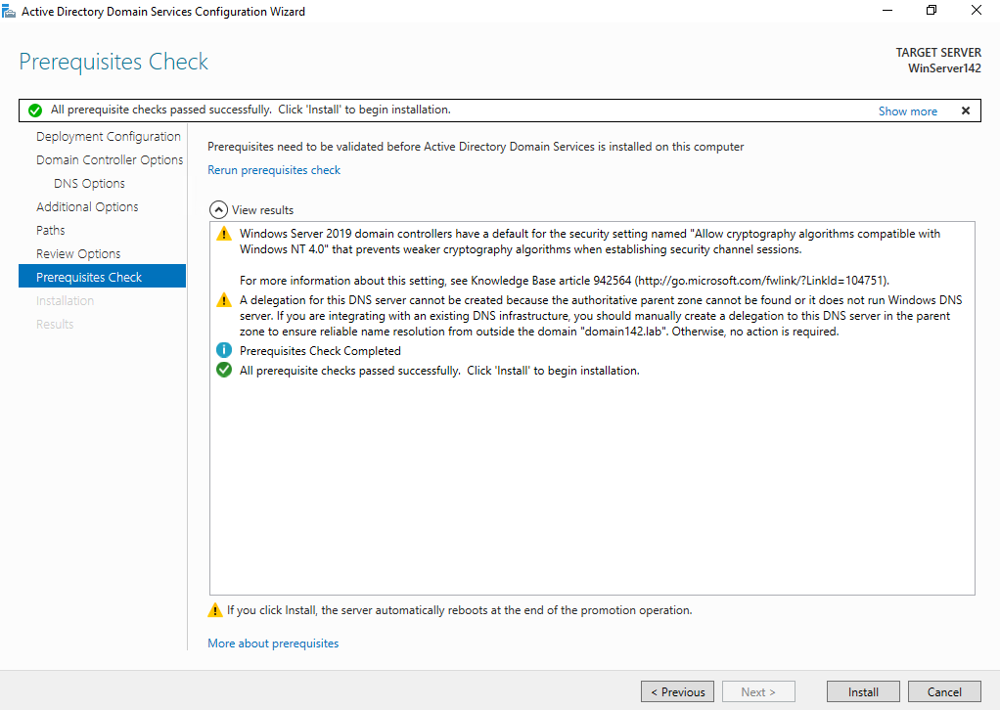 Active Directory Domain Services Configuration Wizard
Prerequisites Check
TARGET SERVER
WinServer142
All prerequisite checks passed successfully.  Click 'Install' to begin installation.
Show more
Deployment Configuration
Domain Controller Options
DNS Options
Additional Options
Paths
Review Options
Prerequisites Check
Installation
Results
Prerequisites need to be validated before Active Directory Domain Services is installed on this computer
Rerun prerequisites check
View results
Windows Server 2019 domain controllers have a default for the security setting named "Allow cryptography algorithms compatible with
Windows NT 4.0" that prevents weaker cryptography algorithms when establishing security channel sessions.
For more information about this setting, see Knowledge Base article 942564 (http://go.microsoft.com/fwlink/?LinkId=104751).
A delegation for this DNS server cannot be created because the authoritative parent zone cannot be found or it does not run Windows DNS
server. If you are integrating with an existing DNS infrastructure, you should manually create a delegation to this DNS server in the parent
zone to ensure reliable name resolution from outside the domain "domain142.lab". Otherwise, no action is required.
Prerequisites Check Completed
All prerequisite checks passed successfully.  Click 'Install' to begin installation.
If you click Install, the server automatically reboots at the end of the promotion operation.
More about prerequisites
< Previous
Next >
Install
Cancel